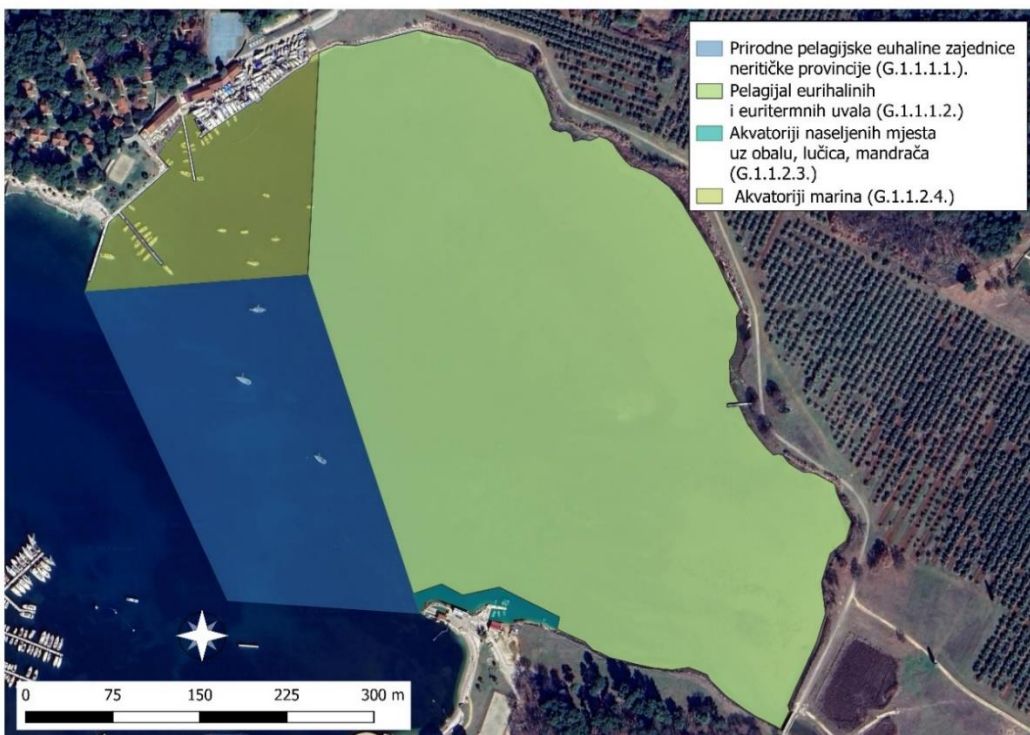 Prirodne pelagijske euhaline zajednice
neritičke provincije (G.1.1.1.1.).
Pelagijal eurihalinih
i euritermnih uvala (G.1.1.1.2.)
Akvatoriji naseljenih mjesta
uz obalu, lučica, mandrača
(G.1.1.2.3.)
Akvatoriji marina (G.1.1.2.4.)
0 75 150 225 300 m